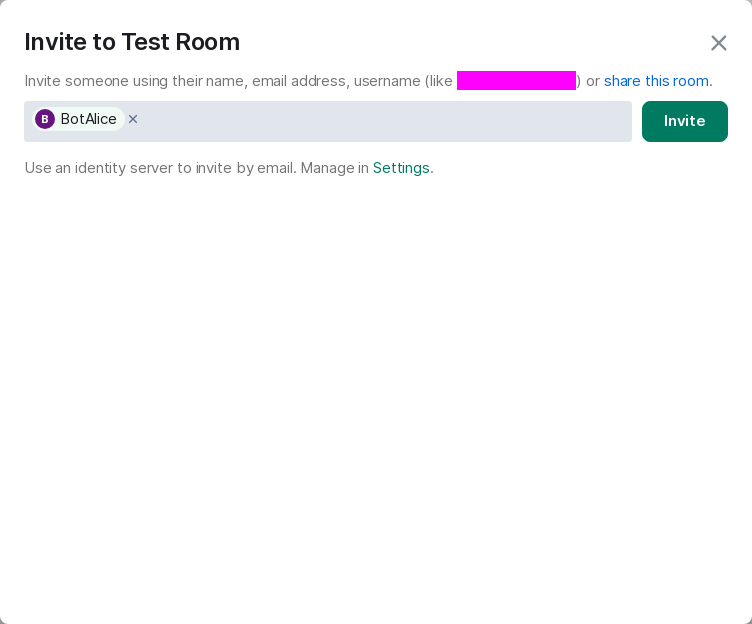 Invite to Test Room
Invite someone using their name, email address, username (like ) or share this room.
B BotAlice
Invite
Use an identity server to invite by email. Manage in Settings.